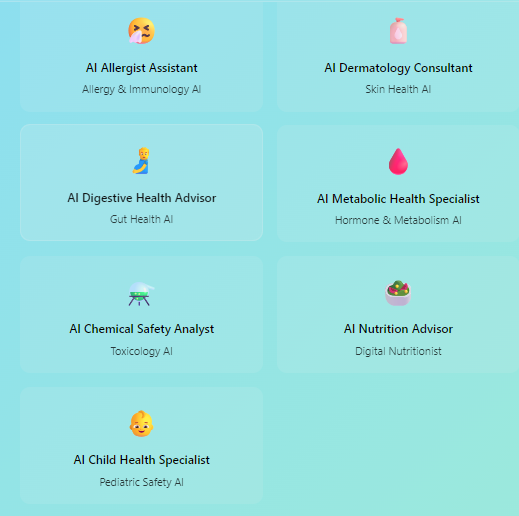 AI Allergist Assistant
Allergy & Immunology AI
AI Dermatology Consultant
Skin Health AI
AI Digestive Health Advisor
Gut Health AI
AI Metabolic Health Specialist
Hormone & Metabolism AI
AI Chemical Safety Analyst
Toxicology AI
AI Nutrition Advisor
Digital Nutritionist
AI Child Health Specialist
Pediatric Safety AI